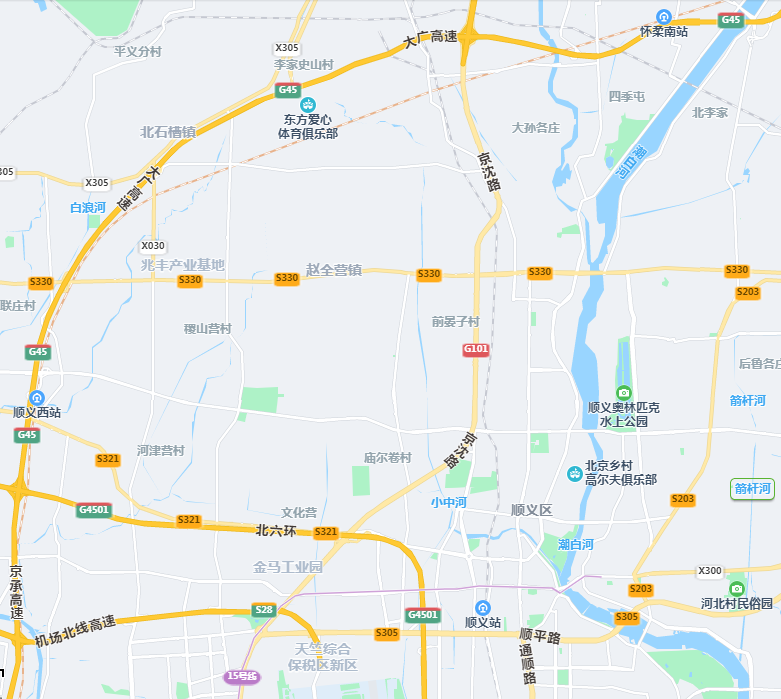 G45
怀柔南站
大广高速
X305
平义分村
李家史山村
G45
四季屯
东方爱心
体育俱乐部
北李家
大孙各庄
北石槽镇
潮白河
京沈路
305
X305
大广高速
白浪河
X030
兆丰产业基地
赵全营镇
S330
S330
S330
S330
S330
S330
S203
联庄村
稷山营村
前晏子村
G45
G101
后鲁各庄
顺义西站
顺义奥林匹克
水上公园
箭杆河
G45
京沈路
河津营村
S321
庙尔卷村
北京乡村
高尔夫俱乐部
箭杆河
S203
小中河
G4501
文化营
顺义区
S321
北六环
S321
潮白河
金马工业园
X300
京承高速
S203
河北村民俗园
S28
G4501
顺义站
S305
机场北线高速
S305
顺平路
天竺综合
保税区新区
顺通顺路
15号线